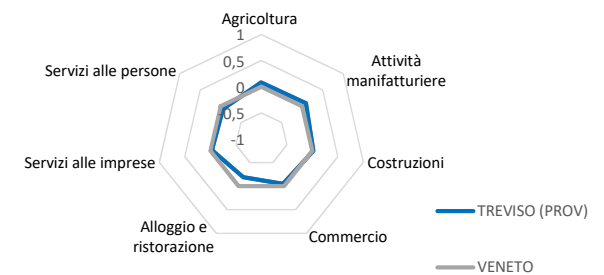 Agricoltura
1
0,5
0
-0,5
-1
Attività
manifatturiere
Costruzioni
Commercio
Alloggio e
ristorazione
Servizi alle imprese
Servizi alle persone
TREVISO (PROV)
VENETO